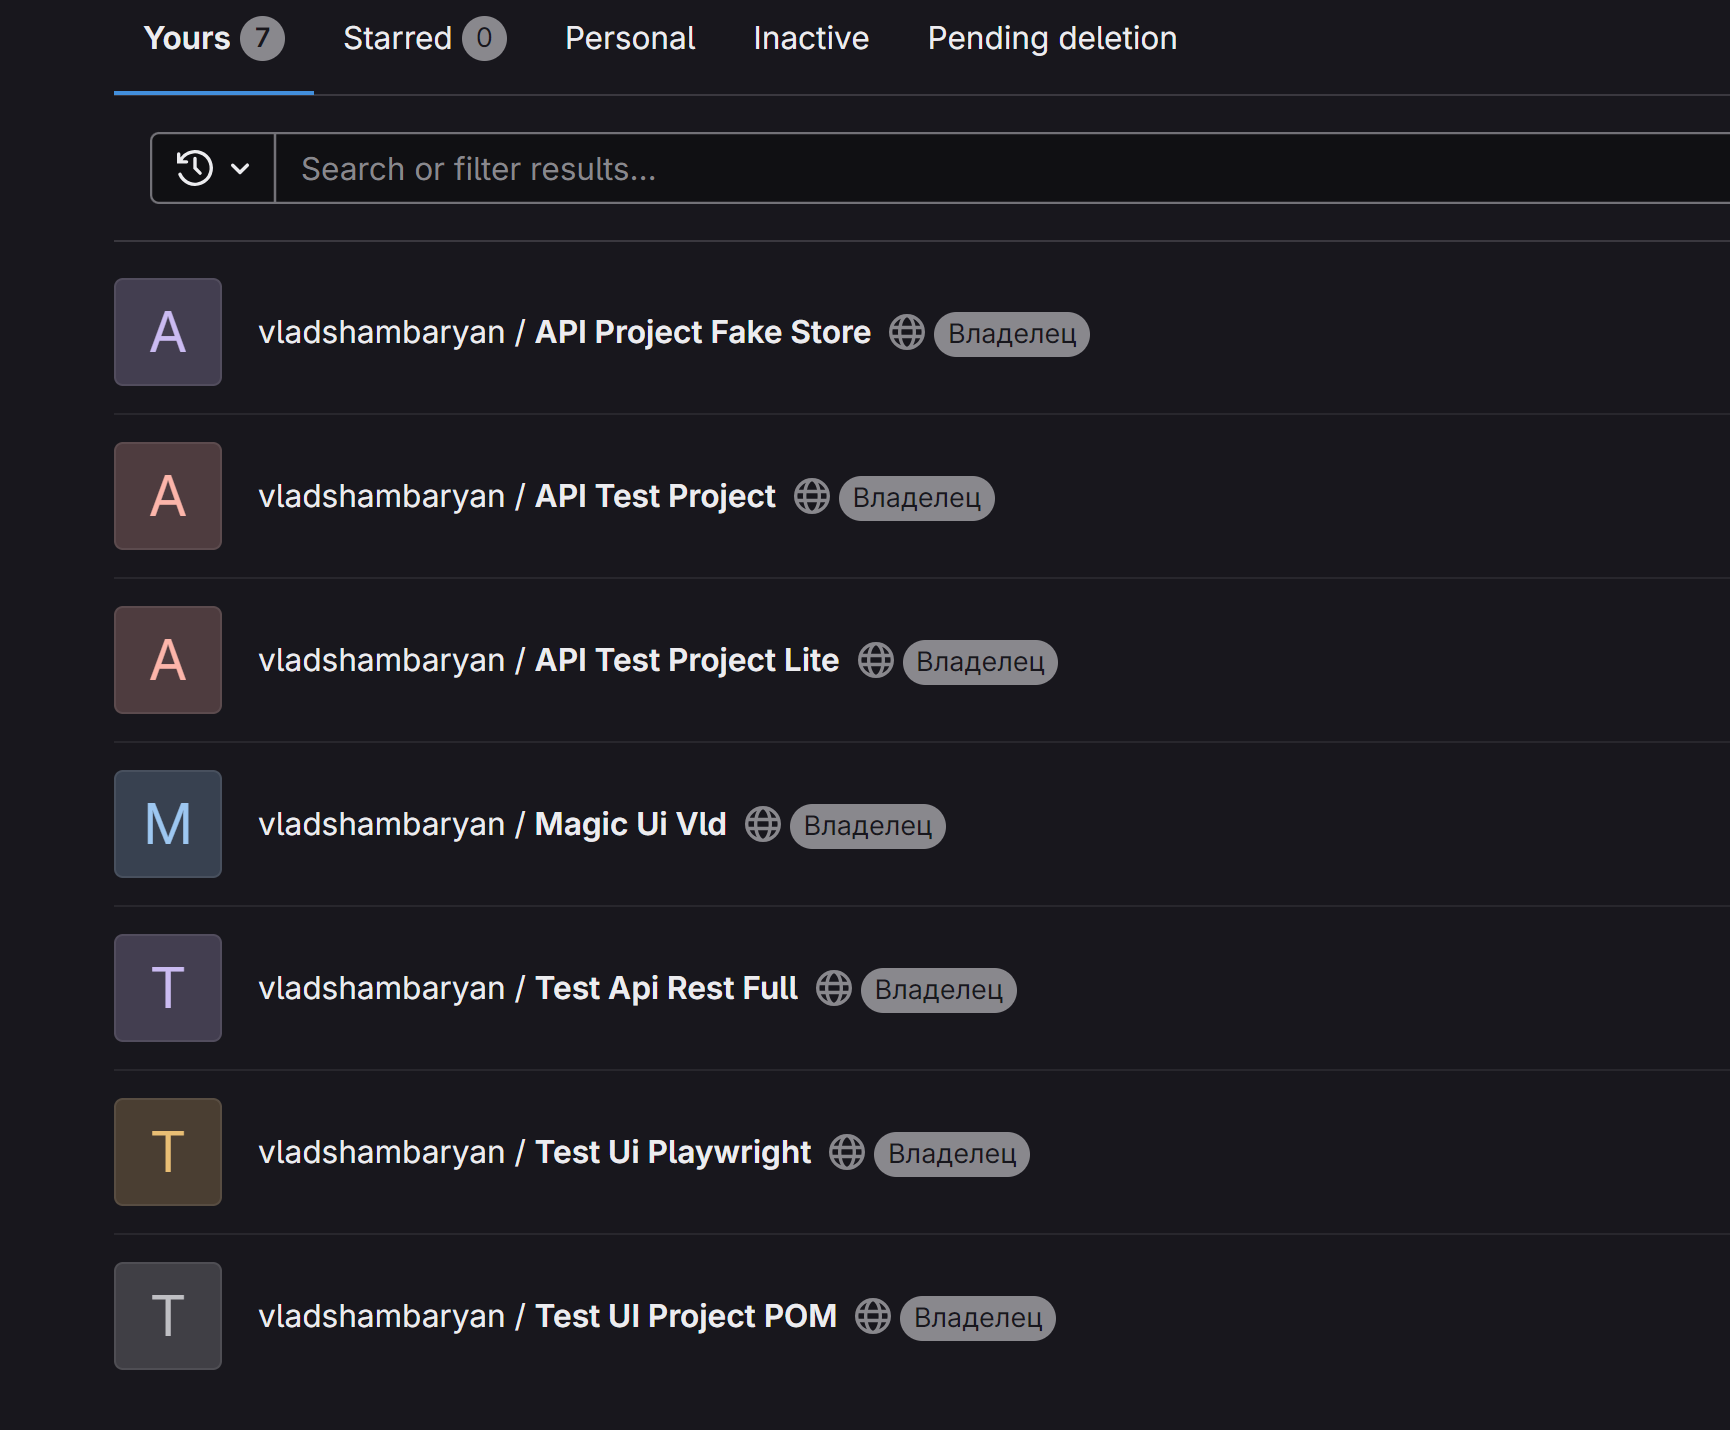 Yours 7 Starred 0 Personal Inactive Pending deletion
Search or filter results...
A vladshambaryan / API Project Fake Store Владелец
A vladshambaryan / API Test Project Владелец
A vladshambaryan / API Test Project Lite Владелец
M vladshambaryan / Magic Ui Vld Владелец
T vladshambaryan / Test Api Rest Full Владелец
T vladshambaryan / Test Ui Playwright Владелец
T vladshambaryan / Test UI Project POM Владелец